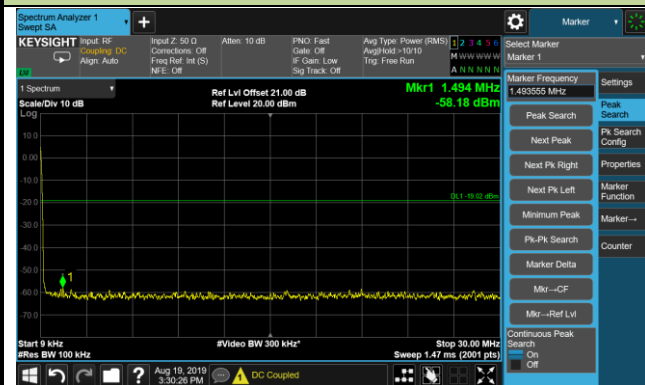 Spectrum Analyzer 1
Swept SA
+
Marker
KEYSIGHT
Input: RF
Coupling: DC
Align: Auto
Input Z: 50 Ω
Corrections: Off
Freq Ref: Int (S)
NFE: Off
Atten: 10 dB
PNO: Fast
Gate: Off
IF Gain: Low
Sig Track: Off
Avg Type: Power (RMS)
Avg|Hold:>10/10
Trig: Free Run
1 2 3 4 5 6
M W W W W W
A N N N N N
LV
Select Marker
Marker 1
1 Spectrum
Scale/Div 10 dB
Log
Ref Lvl Offset 21.00 dB
Ref Level 20.00 dBm
Mkr1 1.494 MHz
-58.18 dBm
10.0
0.00
-10.0
-20.0
-30.0
-40.0
-50.0
-60.0
-70.0
DL1 -19.02 dBm
1
Start 9 kHz
#Res BW 100 kHz
#Video BW 300 kHz*
Stop 30.00 MHz
Sweep 1.47 ms (2001 pts)
Marker Frequency
1.493555 MHz
Peak Search
Next Peak
Next Pk Right
Next Pk Left
Minimum Peak
Pk-Pk Search
Marker Delta
Mkr→CF
Mkr→Ref Lvl
Continuous Peak
Search
On
Off
Settings
Peak
Search
Pk Search
Config
Properties
Marker
Function
Marker→
Counter
?
Aug 19, 2019
3:30:26 PM
DC Coupled